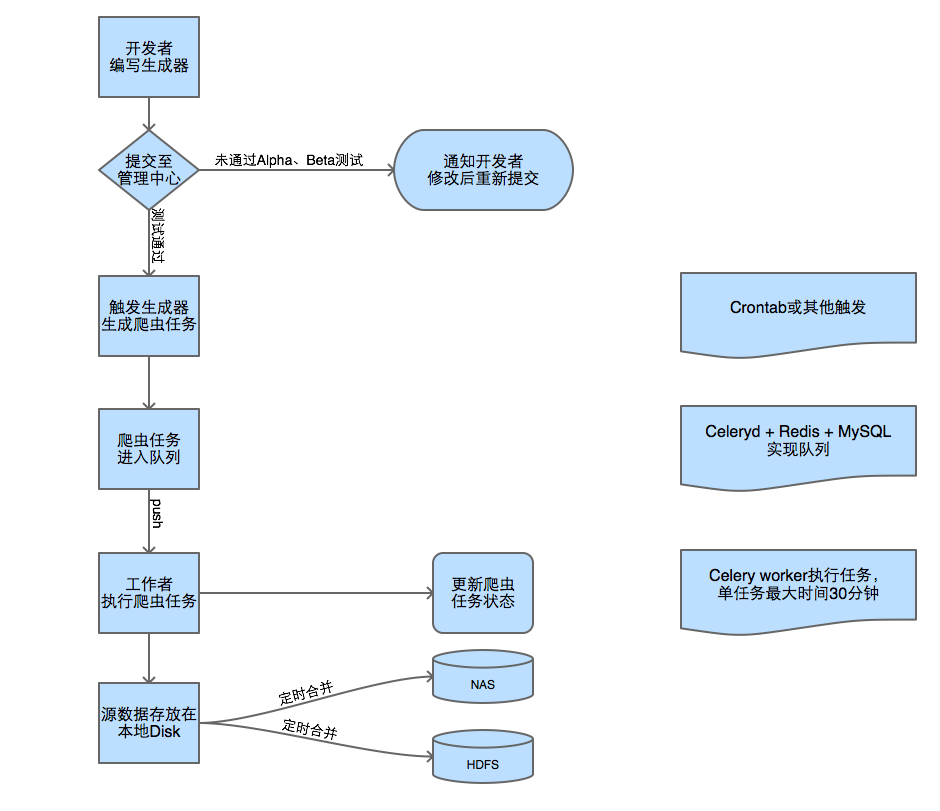 开发者
编写生成器
提交至
管理中心
未通过Alpha、Beta测试
通知开发者
修改后重新提交
测试通过
触发生成器
生成爬虫任务
Crontab或其他触发
爬虫任务
进入队列
Celeryd + Redis + MySQL
实现队列
push
工作者
执行爬虫任务
更新爬虫
任务状态
Celery worker执行任务，
单任务最大时间30分钟
源数据存放在
本地Disk
定时合并
NAS
定时合并
HDFS